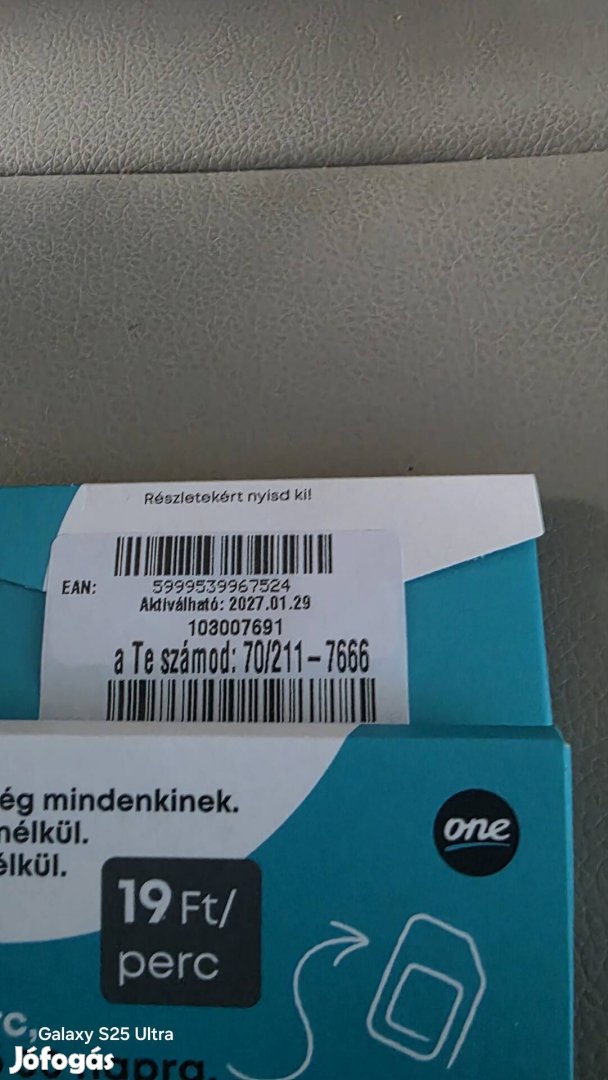 Részletekért nyisd ki!
EAN: 5999539967524
Aktiválható: 2027.01.29
103007691
a Te számod: 70/211-7666
ég mindenkinek.
nélkül.
élkül.
one
19 Ft/
perc
c,
Galaxy S25 Ultra
napra.
Jófogás